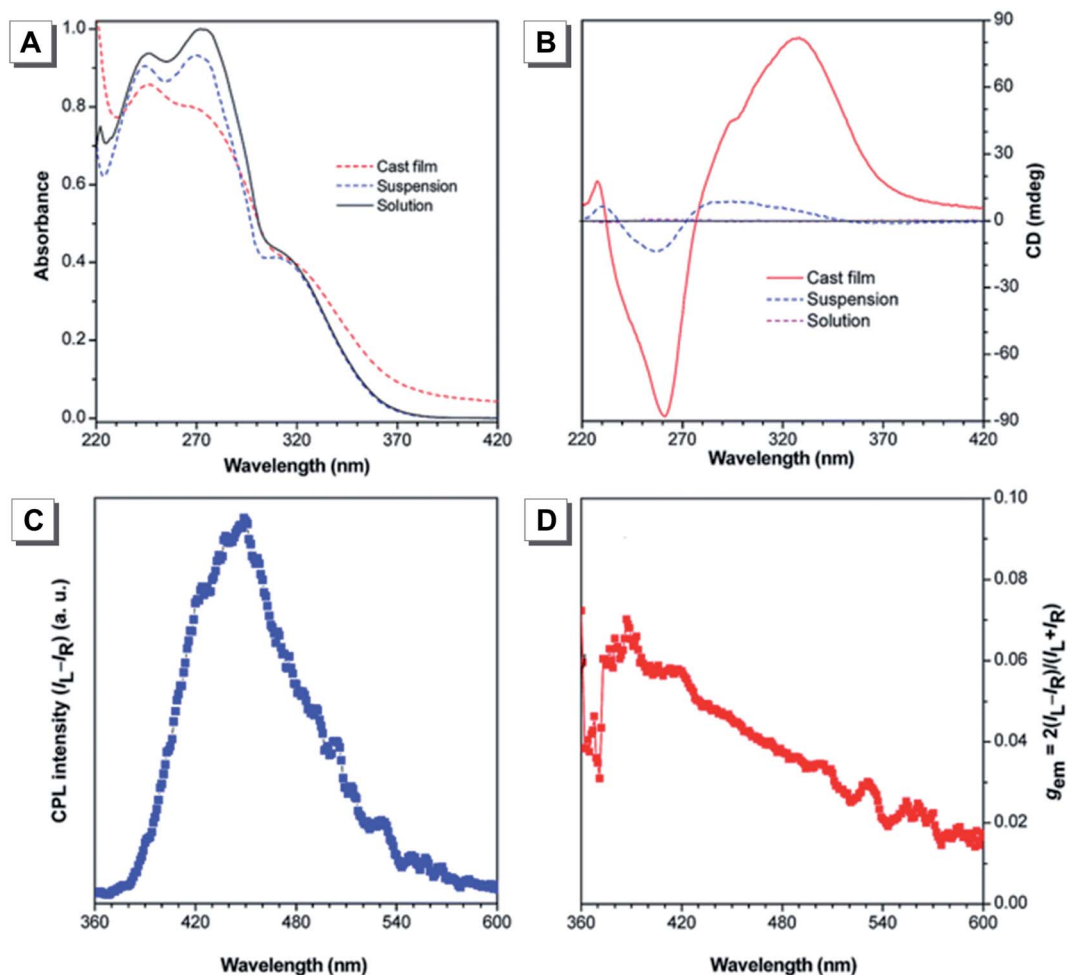 A
1.0
0.8
0.6
0.4
0.2
0.0
Absorbance
Cast film
Suspension
Solution
220 270 320 370 420
Wavelength (nm)
B
90
60
30
0
-30
-60
-90
CD (mdeg)
Cast film
Suspension
Solution
220 270 320 370 420
Wavelength (nm)
C
CPL intensity (IL–IR) (a. u.)
360 420 480 540 600
Wavelength (nm)
D
0.10
0.08
0.06
0.04
0.02
0.00
gem = 2(IL–IR)/(IL+IR)
360 420 480 540 600
Wavelength (nm)